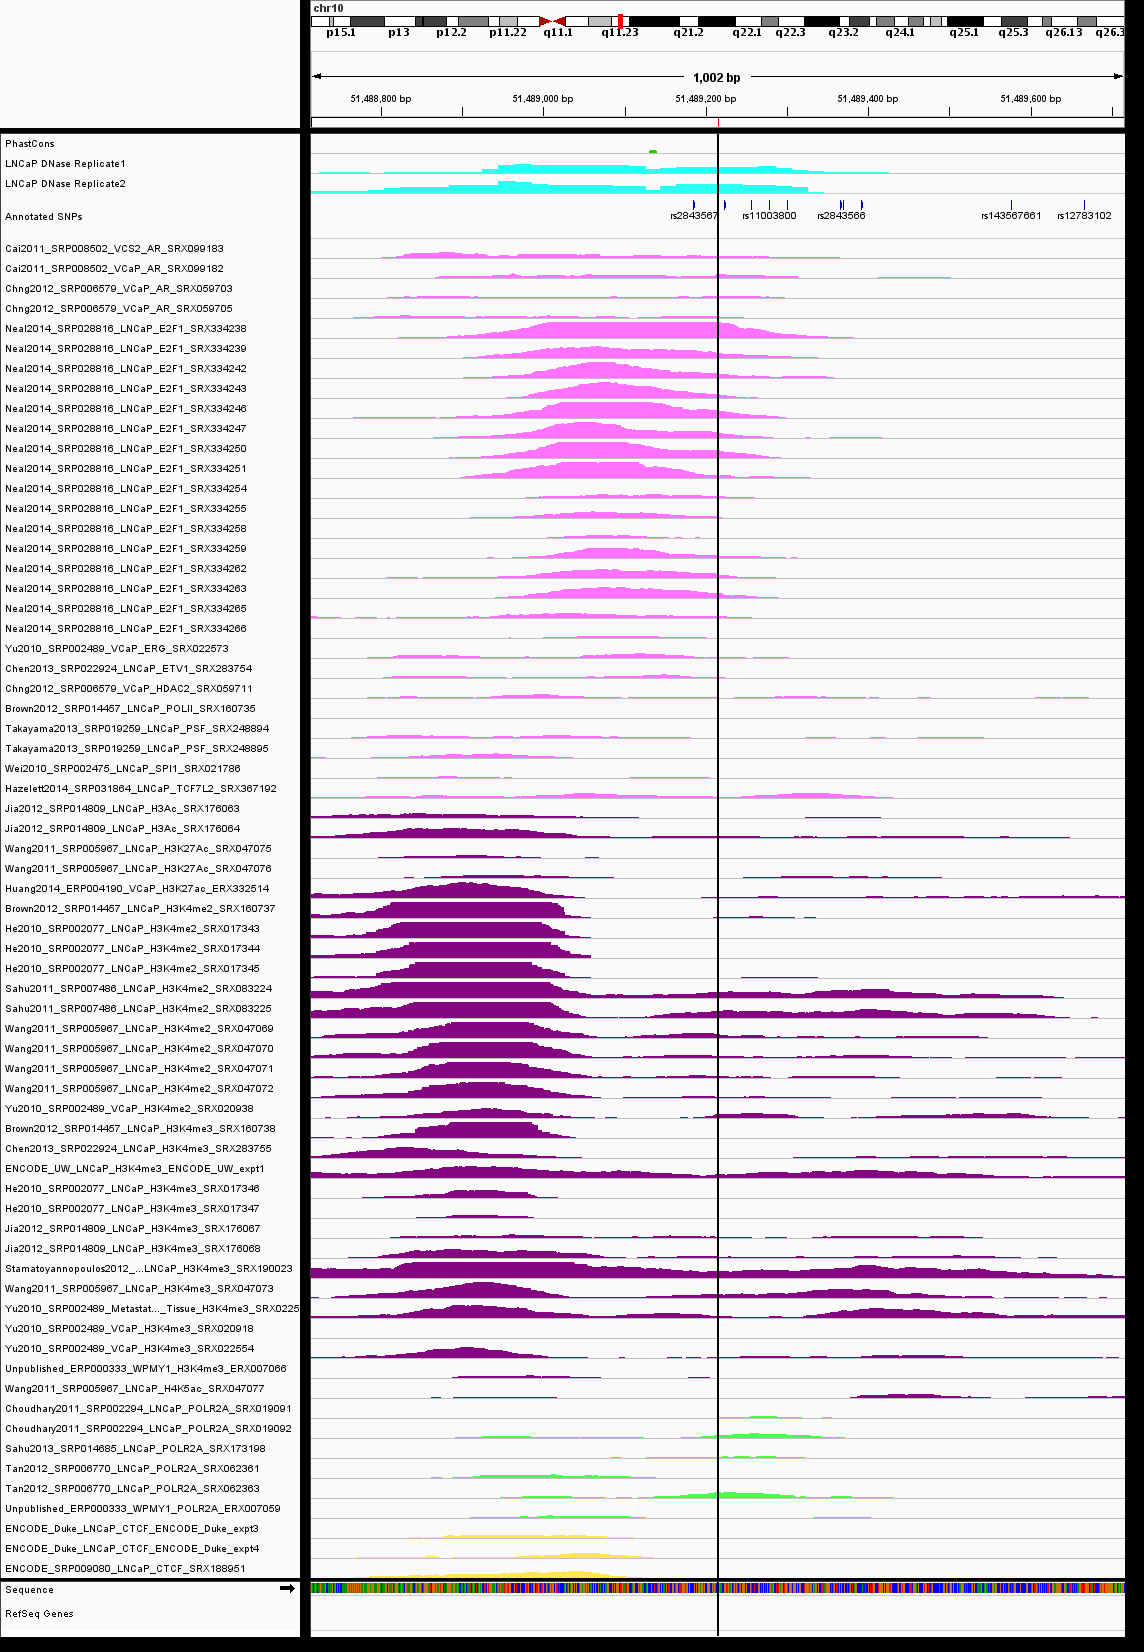 chr10
p15.1 p13 p12.2 p11.22 q11.1 q11.23 q21.2 q22.1 q22.3 q23.2 q24.1 q25.1 q25.3 q26.13 q26.3
1,002 bp
51,488,800 bp 51,489,000 bp 51,489,200 bp 51,489,400 bp 51,489,600 bp
PhastCons
LNCaP DNase Replicate1
LNCaP DNase Replicate2
Annotated SNPs
rs2843567 rs11003800 rs2843566 rs143567661 rs12783102
Cai2011_SRP008502_VCS2_AR_SRX099183
Cai2011_SRP008502_VCaP_AR_SRX099182
Chng2012_SRP006579_VCaP_AR_SRX059703
Chng2012_SRP006579_VCaP_AR_SRX059705
Neal2014_SRP028816_LNCaP_E2F1_SRX334238
Neal2014_SRP028816_LNCaP_E2F1_SRX334239
Neal2014_SRP028816_LNCaP_E2F1_SRX334242
Neal2014_SRP028816_LNCaP_E2F1_SRX334243
Neal2014_SRP028816_LNCaP_E2F1_SRX334246
Neal2014_SRP028816_LNCaP_E2F1_SRX334247
Neal2014_SRP028816_LNCaP_E2F1_SRX334250
Neal2014_SRP028816_LNCaP_E2F1_SRX334251
Neal2014_SRP028816_LNCaP_E2F1_SRX334254
Neal2014_SRP028816_LNCaP_E2F1_SRX334255
Neal2014_SRP028816_LNCaP_E2F1_SRX334258
Neal2014_SRP028816_LNCaP_E2F1_SRX334259
Neal2014_SRP028816_LNCaP_E2F1_SRX334262
Neal2014_SRP028816_LNCaP_E2F1_SRX334263
Neal2014_SRP028816_LNCaP_E2F1_SRX334265
Neal2014_SRP028816_LNCaP_E2F1_SRX334266
Yu2010_SRP002489_VCaP_ERG_SRX022573
Chen2013_SRP022924_LNCaP_ETV1_SRX283754
Chng2012_SRP006579_VCaP_HDAC2_SRX059711
Brown2012_SRP014457_LNCaP_POLII_SRX160735
Takayama2013_SRP019259_LNCaP_PSF_SRX248894
Takayama2013_SRP019259_LNCaP_PSF_SRX248895
Wei2010_SRP002475_LNCaP_SPI1_SRX021786
Hazelett2014_SRP031864_LNCaP_TCF7L2_SRX367192
Jia2012_SRP014809_LNCaP_H3Ac_SRX176063
Jia2012_SRP014809_LNCaP_H3Ac_SRX176064
Wang2011_SRP005967_LNCaP_H3K27Ac_SRX047075
Wang2011_SRP005967_LNCaP_H3K27Ac_SRX047076
Huang2014_ERP004190_VCaP_H3K27ac_ERX332514
Brown2012_SRP014457_LNCaP_H3K4me2_SRX160737
He2010_SRP002077_LNCaP_H3K4me2_SRX017343
He2010_SRP002077_LNCaP_H3K4me2_SRX017344
He2010_SRP002077_LNCaP_H3K4me2_SRX017345
Sahu2011_SRP007486_LNCaP_H3K4me2_SRX083224
Sahu2011_SRP007486_LNCaP_H3K4me2_SRX083225
Wang2011_SRP005967_LNCaP_H3K4me2_SRX047069
Wang2011_SRP005967_LNCaP_H3K4me2_SRX047070
Wang2011_SRP005967_LNCaP_H3K4me2_SRX047071
Wang2011_SRP005967_LNCaP_H3K4me2_SRX047072
Yu2010_SRP002489_VCaP_H3K4me2_SRX020938
Brown2012_SRP014457_LNCaP_H3K4me3_SRX160738
Chen2013_SRP022924_LNCaP_H3K4me3_SRX283755
ENCODE_UW_LNCaP_H3K4me3_ENCODE_UW_expt1
He2010_SRP002077_LNCaP_H3K4me3_SRX017346
He2010_SRP002077_LNCaP_H3K4me3_SRX017347
Jia2012_SRP014809_LNCaP_H3K4me3_SRX176067
Jia2012_SRP014809_LNCaP_H3K4me3_SRX176068
Stamatoyannopoulos2012_...LNCaP_H3K4me3_SRX190023
Wang2011_SRP005967_LNCaP_H3K4me3_SRX047073
Yu2010_SRP002489_Metastat..._Tissue_H3K4me3_SRX0225
Yu2010_SRP002489_VCaP_H3K4me3_SRX020918
Yu2010_SRP002489_VCaP_H3K4me3_SRX022554
Unpublished_ERP000333_WPMY1_H3K4me3_ERX007066
Wang2011_SRP005967_LNCaP_H4K5ac_SRX047077
Choudhary2011_SRP002294_LNCaP_POLR2A_SRX019091
Choudhary2011_SRP002294_LNCaP_POLR2A_SRX019092
Sahu2013_SRP014685_LNCaP_POLR2A_SRX173198
Tan2012_SRP006770_LNCaP_POLR2A_SRX062361
Tan2012_SRP006770_LNCaP_POLR2A_SRX062363
Unpublished_ERP000333_WPMY1_POLR2A_ERX007059
ENCODE_Duke_LNCaP_CTCF_ENCODE_Duke_expt3
ENCODE_Duke_LNCaP_CTCF_ENCODE_Duke_expt4
ENCODE_SRP009080_LNCaP_CTCF_SRX188951
Sequence
RefSeq Genes